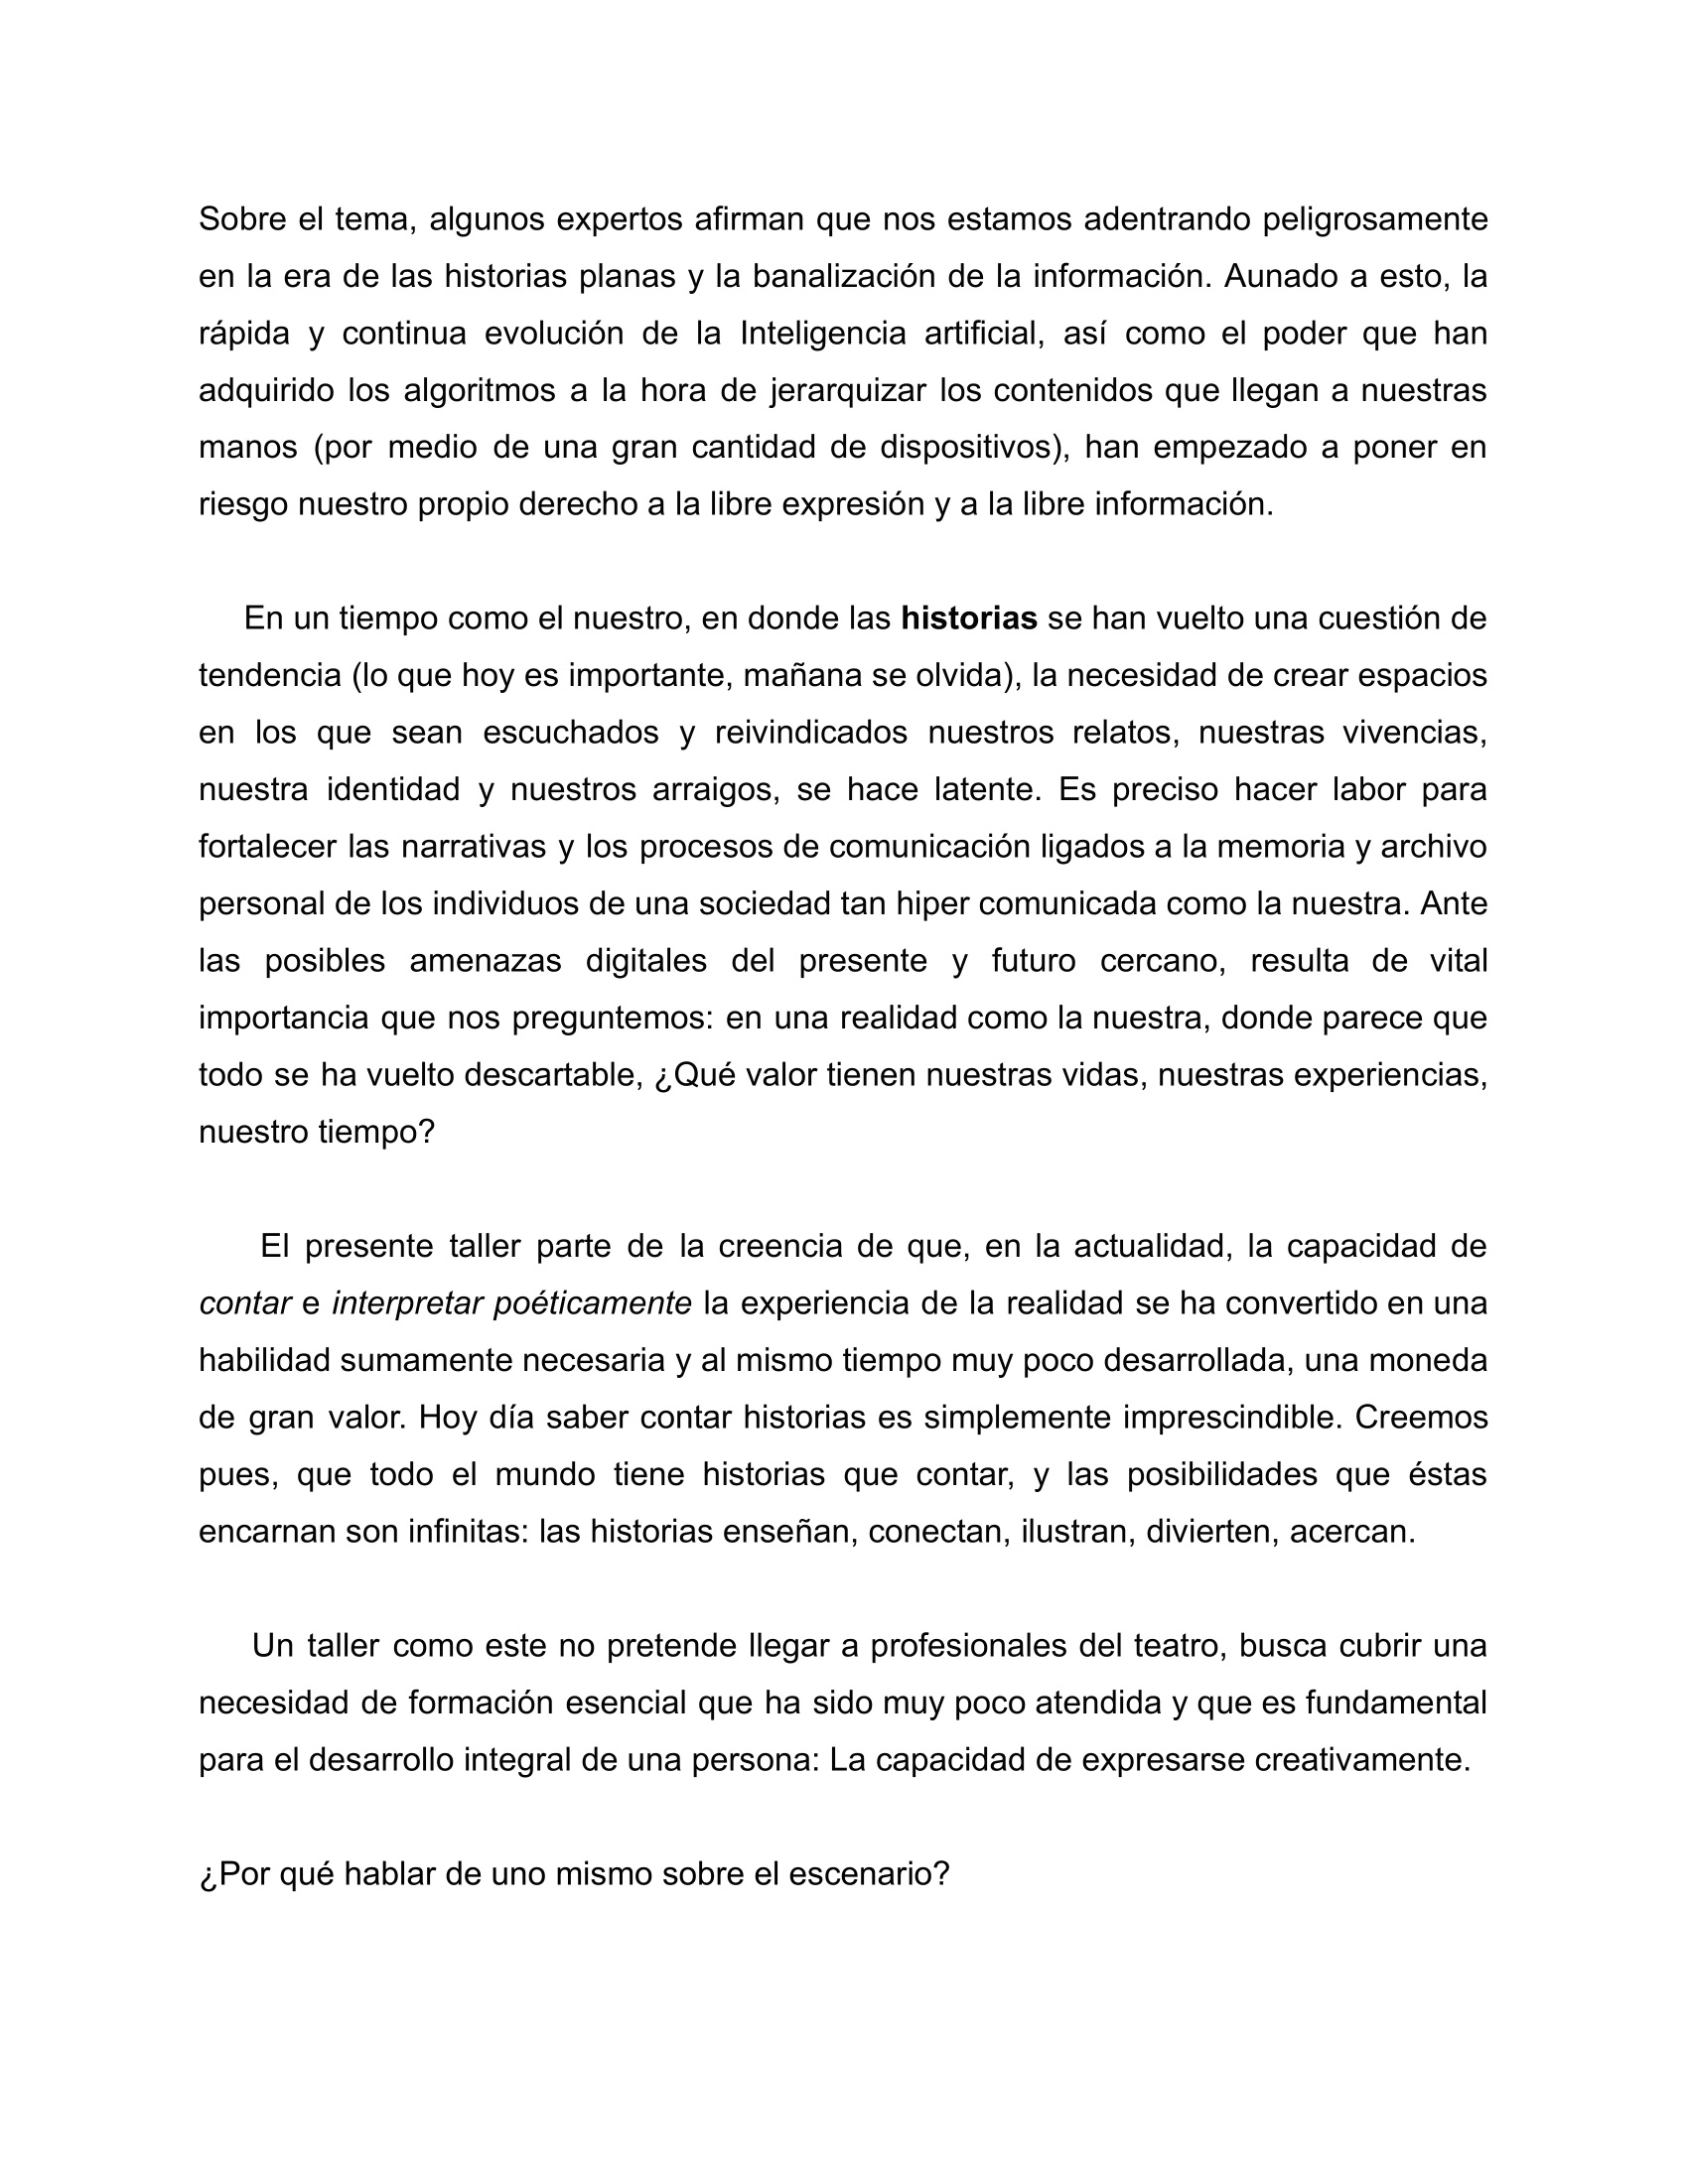 Sobre el tema, algunos expertos afirman que nos estamos adentrando peligrosamente
en la era de las historias planas y la banalización de la información. Aunado a esto, la
rápida y continua evolución de la Inteligencia artificial, así como el poder que han
adquirido los algoritmos a la hora de jerarquizar los contenidos que llegan a nuestras
manos (por medio de una gran cantidad de dispositivos), han empezado a poner en
riesgo nuestro propio derecho a la libre expresión y a la libre información.
En un tiempo como el nuestro, en donde las historias se han vuelto una cuestión de
tendencia (lo que hoy es importante, mañana se olvida), la necesidad de crear espacios
en los que sean escuchados y reivindicados nuestros relatos, nuestras vivencias,
nuestra identidad y nuestros arraigos, se hace latente. Es preciso hacer labor para
fortalecer las narrativas y los procesos de comunicación ligados a la memoria y archivo
personal de los individuos de una sociedad tan hiper comunicada como la nuestra. Ante
las posibles amenazas digitales del presente y futuro cercano, resulta de vital
importancia que nos preguntemos: en una realidad como la nuestra, donde parece que
todo se ha vuelto descartable, ¿Qué valor tienen nuestras vidas, nuestras experiencias,
nuestro tiempo?
El presente taller parte de la creencia de que, en la actualidad, la capacidad de
contar e interpretar poéticamente la experiencia de la realidad se ha convertido en una
habilidad sumamente necesaria y al mismo tiempo muy poco desarrollada, una moneda
de gran valor. Hoy día saber contar historias es simplemente imprescindible. Creemos
pues, que todo el mundo tiene historias que contar, y las posibilidades que éstas
encarnan son infinitas: las historias enseñan, conectan, ilustran, divierten, acercan.
Un taller como este no pretende llegar a profesionales del teatro, busca cubrir una
necesidad de formación esencial que ha sido muy poco atendida y que es fundamental
para el desarrollo integral de una persona: La capacidad de expresarse creativamente.
¿Por qué hablar de uno mismo sobre el escenario?